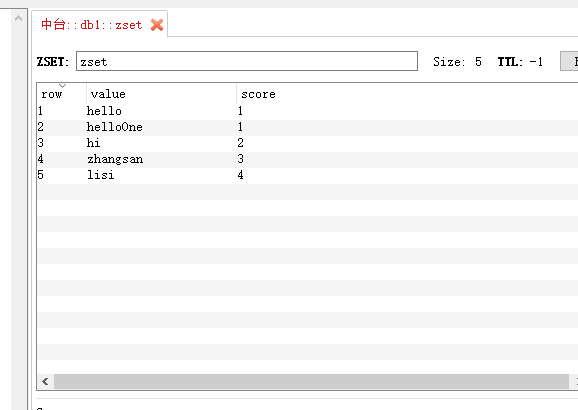 中台::db1::zset
ZSET: zset Size: 5 TTL: -1
row value score
1 hello 1
2 helloOne 1
3 hi 2
4 zhangsan 3
5 lisi 4